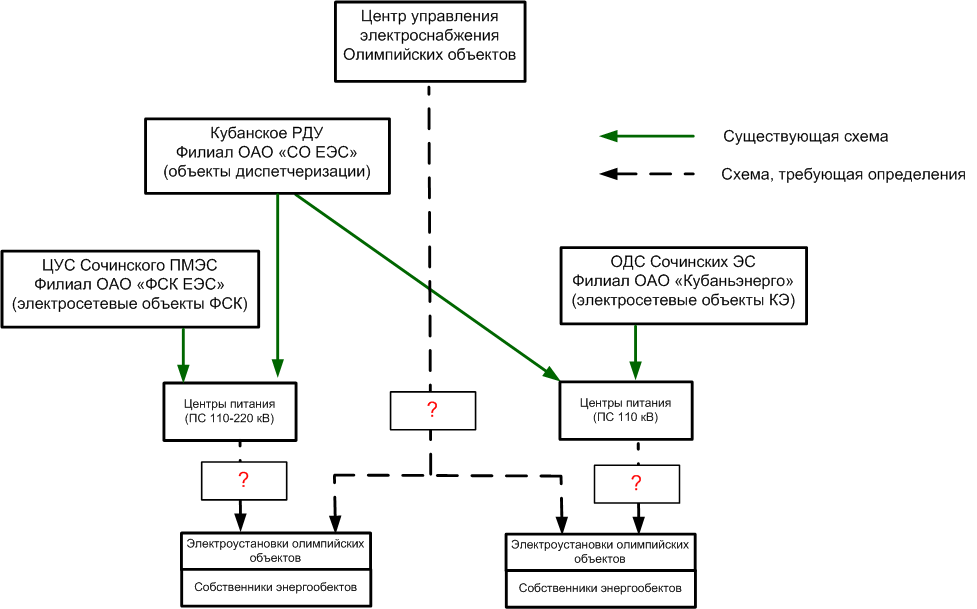 Центр управления
электроснабжения
Олимпийских объектов
Кубанское РДУ
Филиал ОАО «СО ЕЭС»
(объекты диспетчеризации)
Существующая схема
Схема, требующая определения
ЦУС Сочинского ПМЭС
Филиал ОАО «ФСК ЕЭС»
(электросетевые объекты ФСК)
ОДС Сочинских ЭС
Филиал ОАО «Кубаньэнерго»
(электросетевые объекты КЭ)
Центры питания
(ПС 110-220 кВ)
?
Центры питания
(ПС 110 кВ)
?
?
Электроустановки олимпийских
объектов
Собственники энергообектов
Электроустановки олимпийских
объектов
Собственники энергообектов